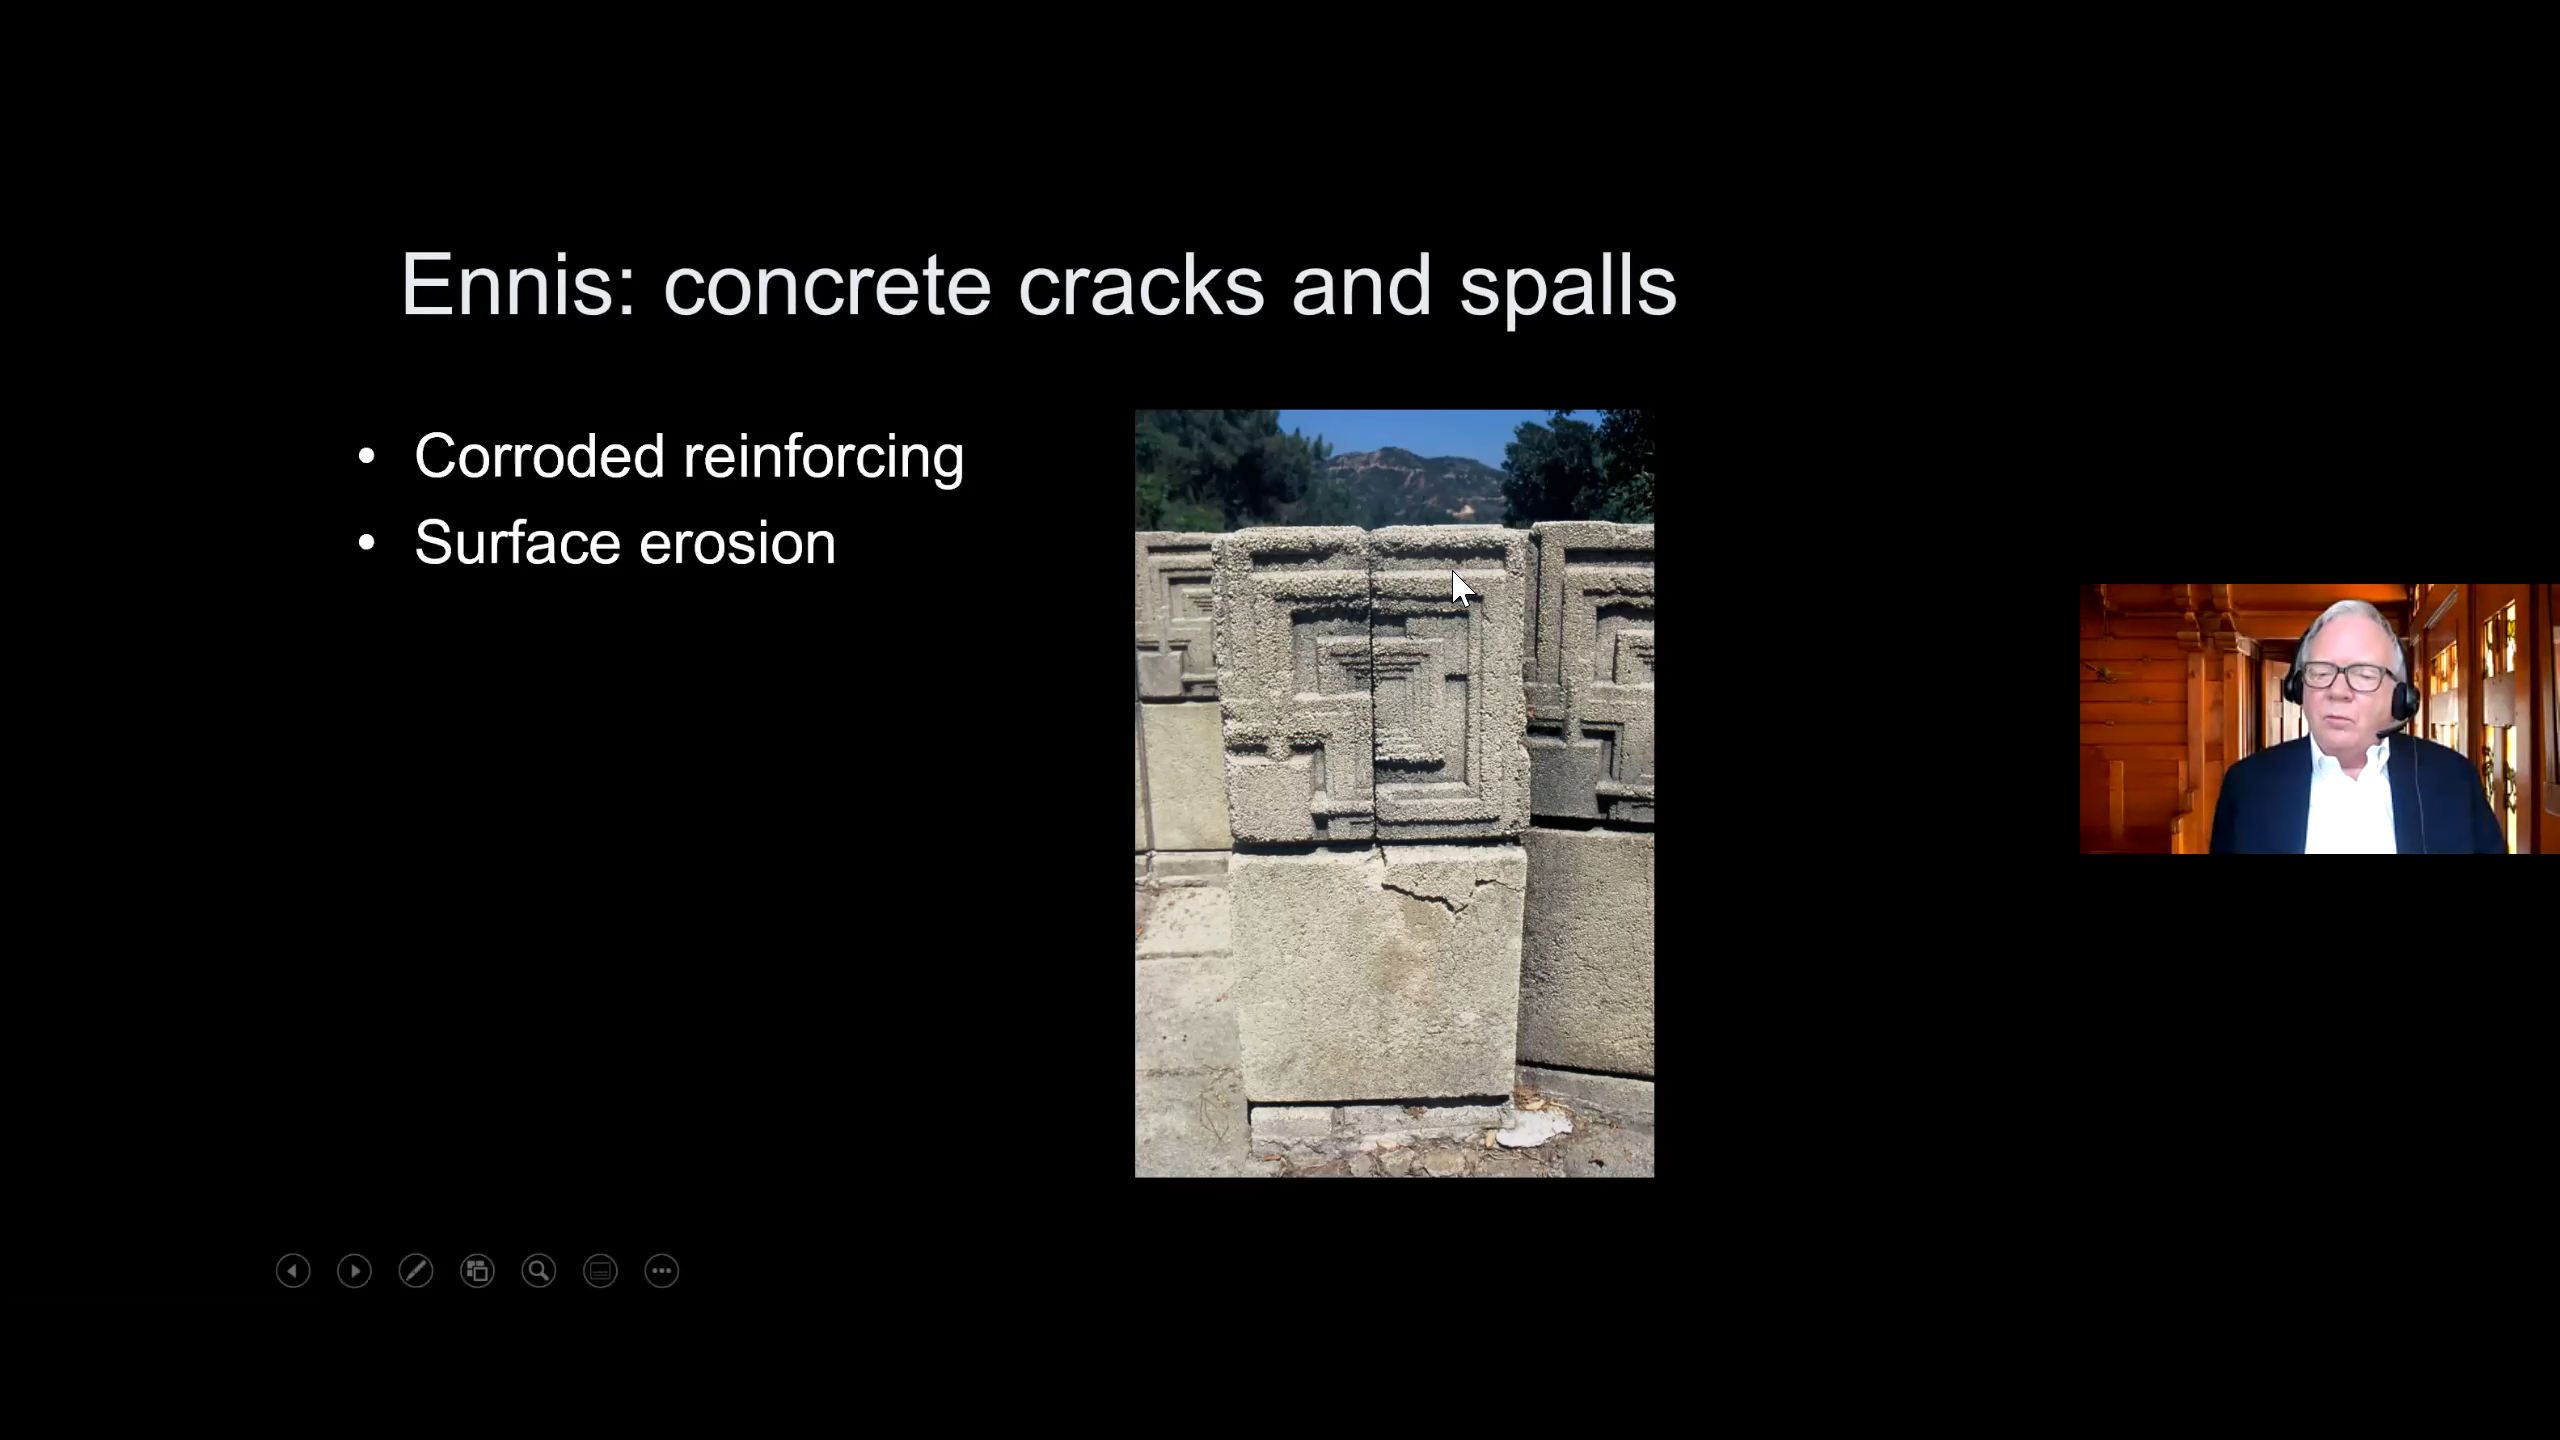 Ennis: concrete cracks and spalls
• Corroded reinforcing
• Surface erosion